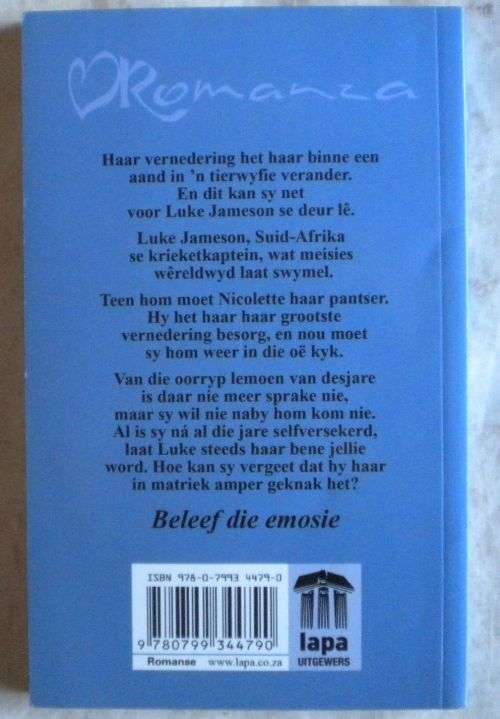 Romanza
Haar vernedering het haar binne een
aand in 'n tierwyfie verander.
En dit kan sy net
voor Luke Jameson se deur lê.
Luke Jameson, Suid-Afrika
se krieketkaptein, wat meisies
wêreldwyd laat swymel.
Teen hom moet Nicolette haar pantser.
Hy het haar haar grootste
vernedering besorg, en nou moet
sy hom weer in die oë kyk.
Van die oorryp lemoen van desjare
is daar nie meer sprake nie,
maar sy wil nie naby hom kom nie.
Al is sy ná al die jare selfversekerd,
laat Luke steeds haar bene jellie
word. Hoe kan sy vergeet dat hy haar
in matriek amper geknak het?
Beleef die emosie
ISBN 978-0-7993 4479-0
9 780799 344790
Romanse www.lapa.co.za
lapa
UITGEWERS